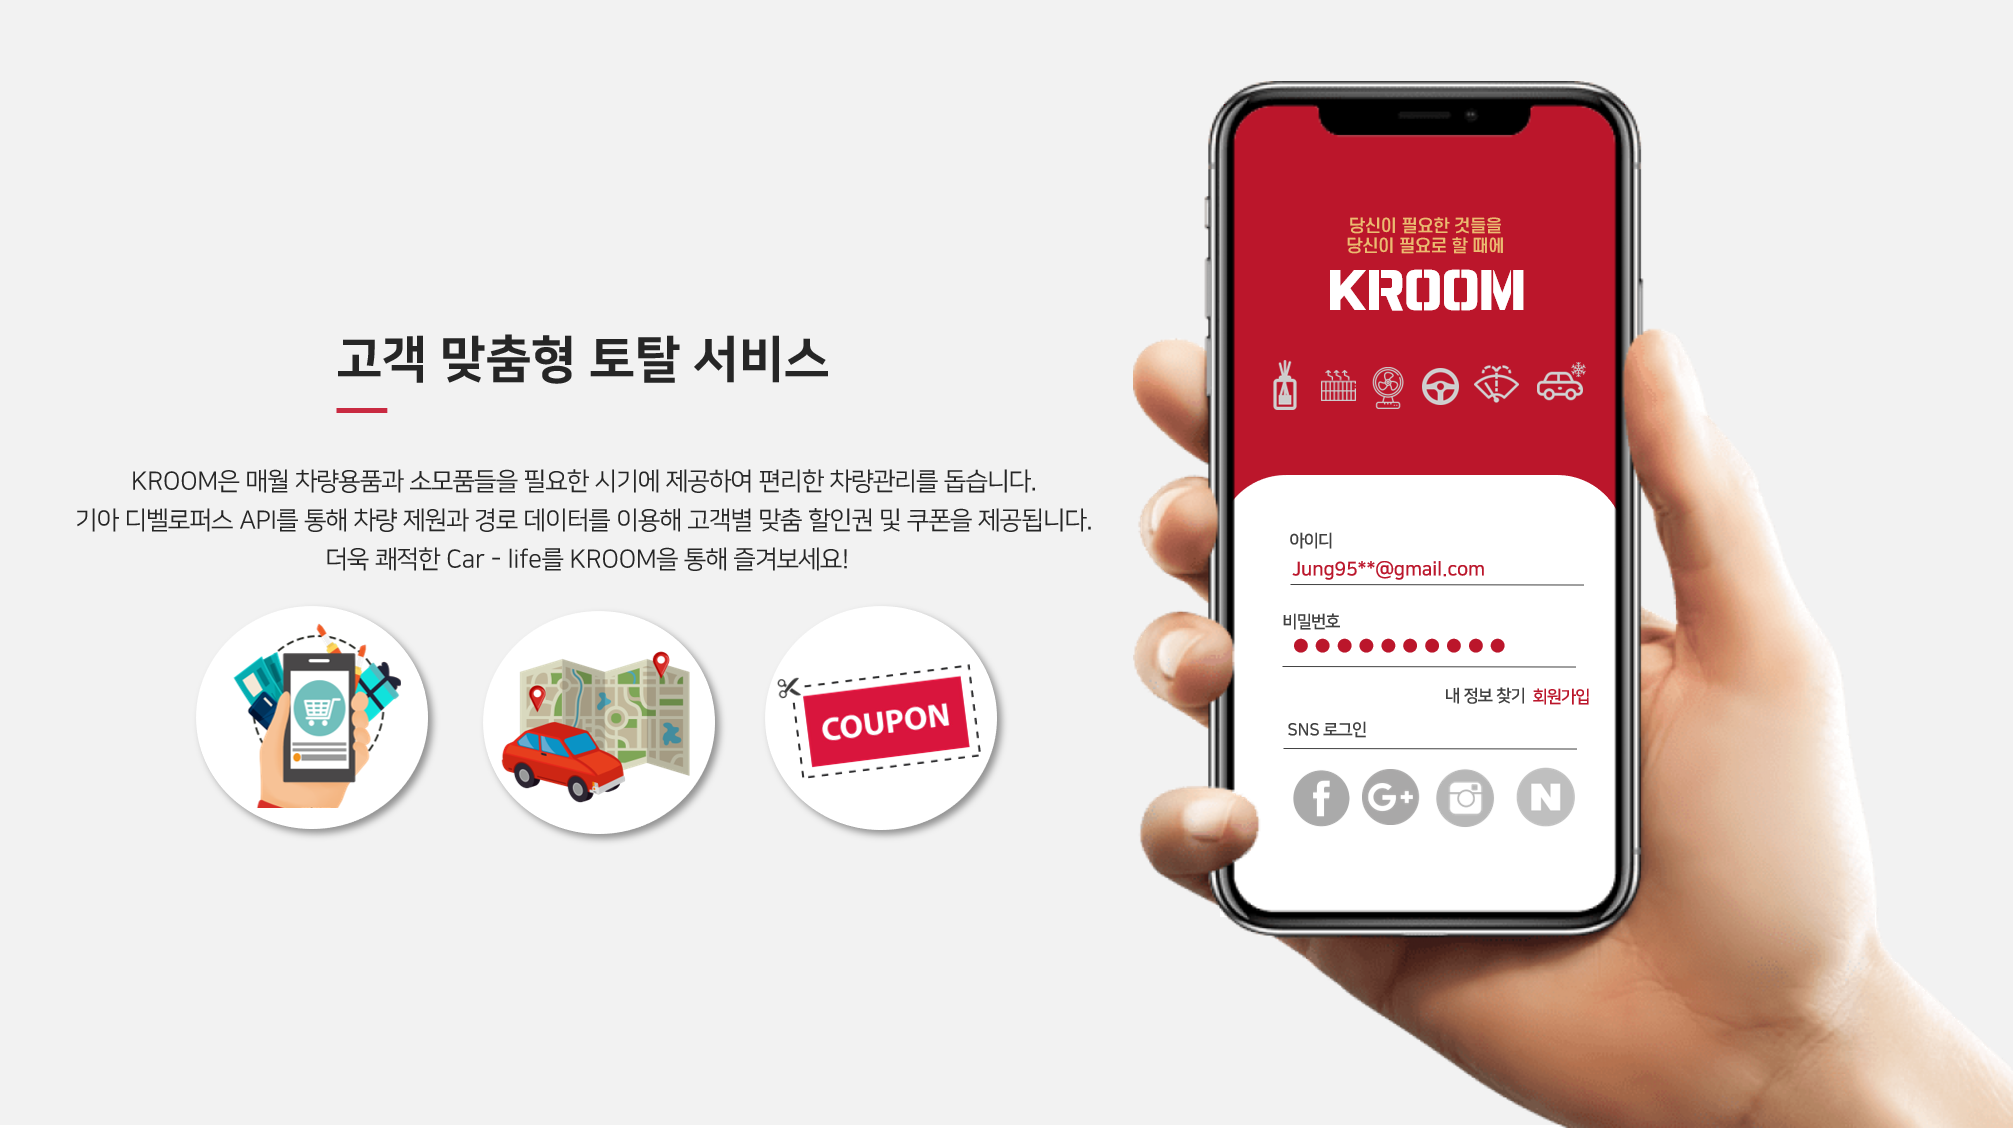 고객 맞춤형 토탈 서비스
KROOM은 매월 차량용품과 소모품들을 필요한 시기에 제공하여 편리한 차량관리를 돕습니다.
기아 디벨로퍼스 API를 통해 차량 제원과 경로 데이터를 이용해 고객별 맞춤 할인권 및 쿠폰을 제공됩니다.
더욱 쾌적한 Car - life를 KROOM을 통해 즐겨보세요!
COUPON
당신이 필요한 것들을
당신이 필요로 할 때에
KROOM
아이디
Jung95**@gmail.com
비밀번호
내 정보 찾기 회원가입
SNS 로그인
f
G+
N